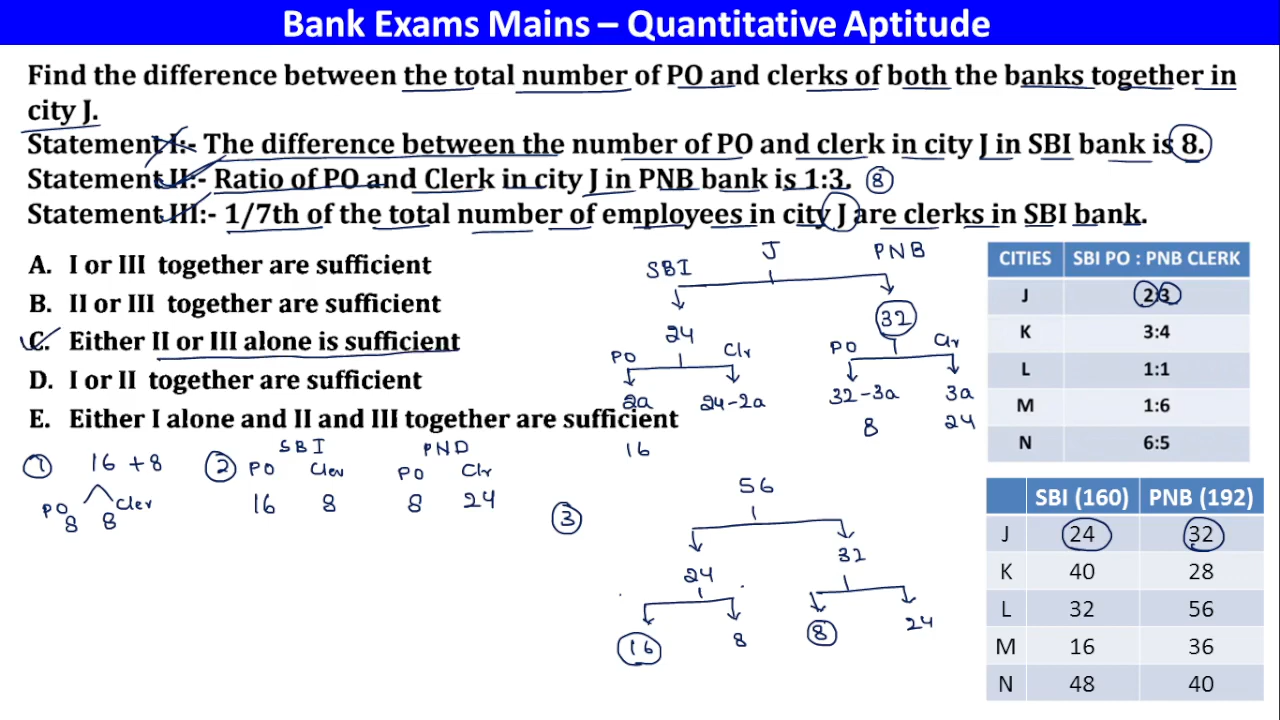 Bank Exams Mains – Quantitative Aptitude
Find the difference between the total number of PO and clerks of both the banks together in
city J.
Statement I:- The difference between the number of PO and clerk in city J in SBI bank is 8.
Statement II:- Ratio of PO and Clerk in city J in PNB bank is 1:3. 8
Statement III:- 1/7th of the total number of employees in city J are clerks in SBI bank.
A. I or III together are sufficient
B. II or III together are sufficient
C. Either II or III alone is sufficient
D. I or II together are sufficient
E. Either I alone and II and III together are sufficient
J
SBI PNB
24 32
PO Clr PO Clr
2a 24-2a 32-3a 3a
16 8 24
CITIES SBI PO : PNB CLERK
J 2:3
K 3:4
L 1:1
M 1:6
N 6:5
1 16 + 8
PO Cler
8 8
2 SBI PND
PO Cler PO Clr
16 8 8 24
3 56
24 32
16 8 8 24
SBI (160) PNB (192)
J 24 32
K 40 28
L 32 56
M 16 36
N 48 40